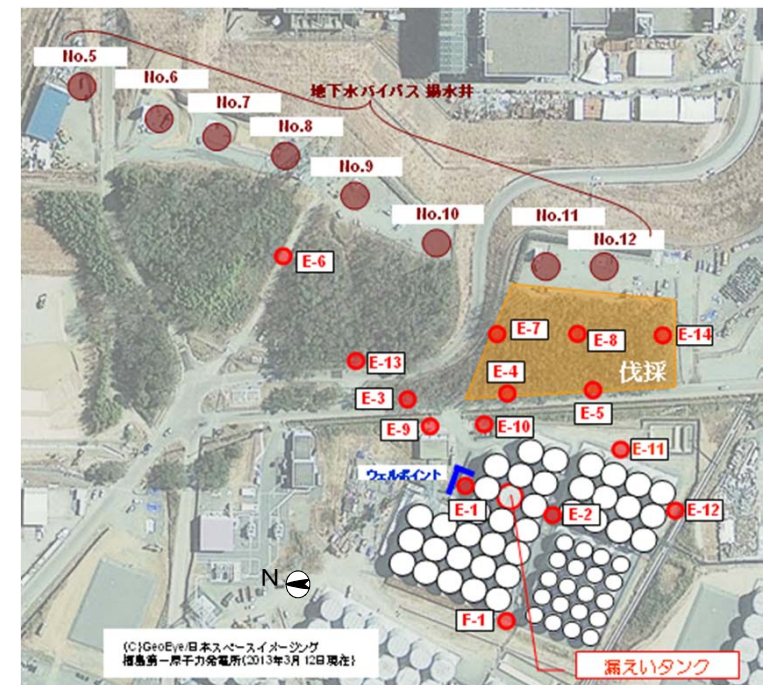 No.5
No.6
No.7
地下水バイパス 揚水井
No.8
No.9
No.10
No.11
No.12
E-6
E-7
E-8
E-14
E-13
E-4
伐採
E-3
E-5
E-9
E-10
E-11
ウェルポイント
E-1
E-2
E-12
N
F-1
(C)GeoEye/日本スペースイメージング
福島第一原子力発電所(2013年3月12日現在)
漏えいタンク